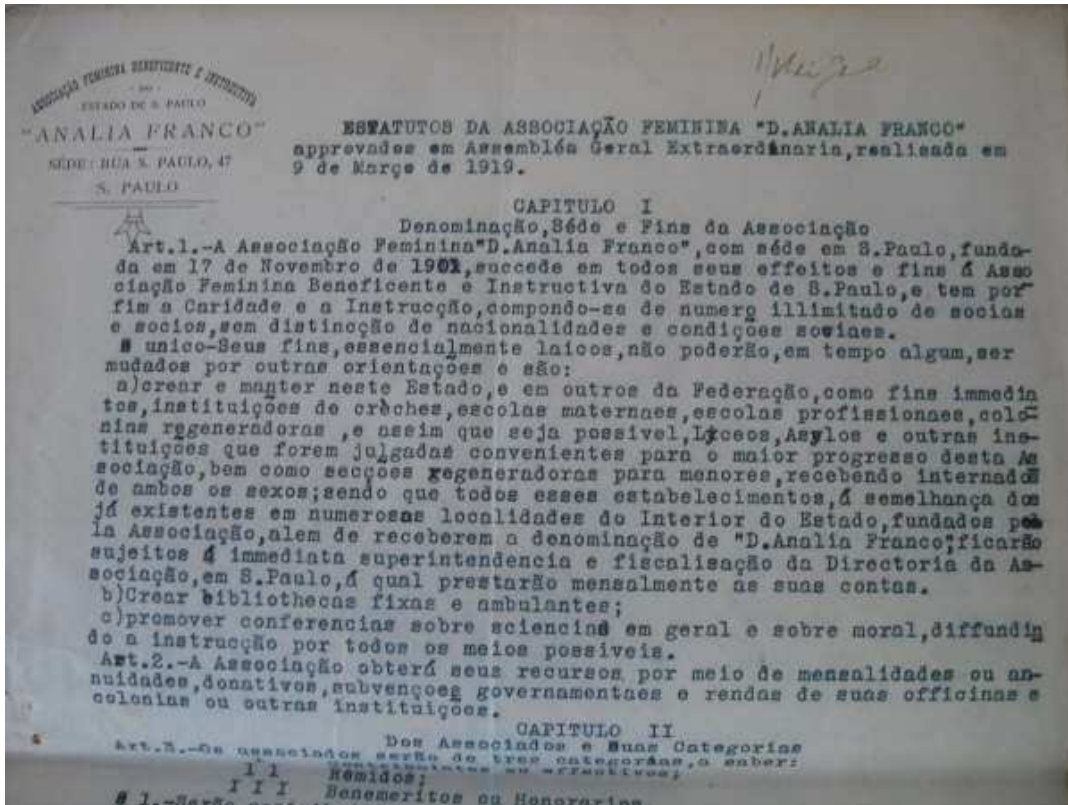 ASSOCIAÇÃO FEMININA BENEFICENTE E INSTRUCTIVA
DO
ESTADO DE S. PAULO
"ANALIA FRANCO"
SÉDE: RUA S. PAULO, 47
S. PAULO
ESTATUTOS DA ASSOCIAÇÃO FEMININA "D.ANALIA FRANCO"
approvados em Assembléa Geral Extraordinaria,realisada em
9 de Março de 1919.
CAPITULO I
Denominação,Séde e Fins da Associação
Art.1.-A Associação Feminina"D.Analia Franco",com séde em S.Paulo,funda-
da em 17 de Novembro de 1901,succede em todos seus effeitos e fins á Asso
ciação Feminina Beneficente e Instructiva do Estado de S.Paulo,e tem por
fim a Caridade e a Instrucção,compondo-se de numero illimitado de socias
e socios,sem distincção de nacionalidades e condições sociaes.
unico-Seus fins,essencialmente laicos,não poderão,em tempo algum,ser
mudados por outras orientações e são:
a)crear e manter neste Estado,e em outros da Federação,como fins immedia
tos,instituições de crèches,escolas maternaes,escolas profissionaes,colo-
nias regeneradoras ,e assim que seja possivel,Lyceos,Asylos e outras ins-
tituições que forem julgadas convenientes para o maior progresso desta As
sociação,bem como secções regeneradoras para menores,recebendo internados
de ambos os sexos;sendo que todos esses estabelecimentos,á semelhança dos
já existentes em numerosas localidades do Interior do Estado,fundados pe
la Associação,alem de receberem a denominação de "D.Analia Franco",ficarão
sujeitos á immediata superintendencia e fiscalisação da Directoria da As-
sociação,em S.Paulo,á qual prestarão mensalmente as suas contas.
b)Crear bibliothecas fixas e ambulantes;
c)promover conferencias sobre sciencias em geral e sobre moral,diffundin
do a instrucção por todos os meios possiveis.
Art.2.-A Associação obterá seus recursos por meio de mensalidades ou an-
nuidades,donativos,subvenções governamentaes e rendas de suas officinas e
colonias ou outras instituições.
CAPITULO II
Dos Associados e Suas Categorias
Art.3.-Os associados serão de tres categorias,a saber:
I I Remidos;
I I I Benemeritos ou Honorarios.